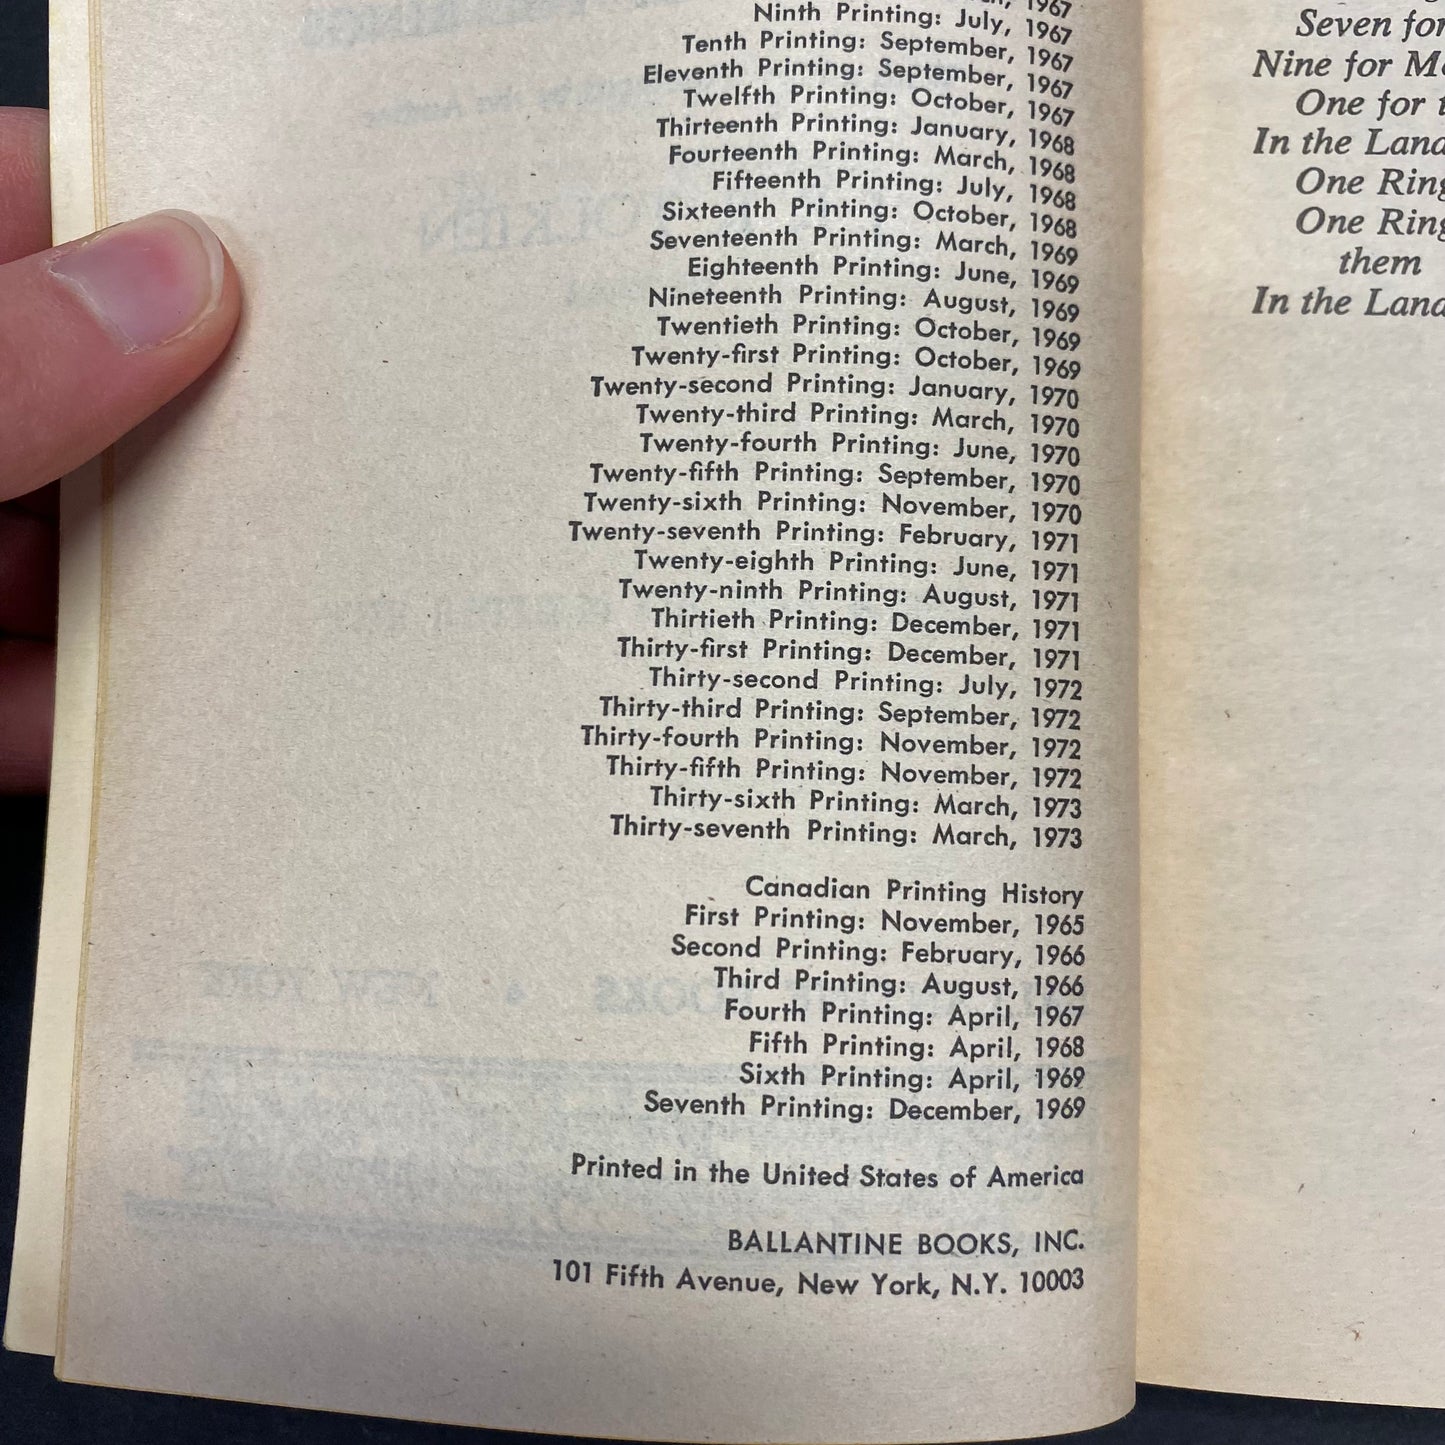 1967
Ninth Printing: July, 1967
Tenth Printing: September, 1967
Eleventh Printing: September, 1967
Twelfth Printing: October, 1967
Thirteenth Printing: January, 1968
Fourteenth Printing: March, 1968
Fifteenth Printing: July, 1968
Sixteenth Printing: October, 1968
Seventeenth Printing: March, 1969
Eighteenth Printing: June, 1969
Nineteenth Printing: August, 1969
Twentieth Printing: October, 1969
Twenty-first Printing: October, 1969
Twenty-second Printing: January, 1970
Twenty-third Printing: March, 1970
Twenty-fourth Printing: June, 1970
Twenty-fifth Printing: September, 1970
Twenty-sixth Printing: November, 1970
Twenty-seventh Printing: February, 1971
Twenty-eighth Printing: June, 1971
Twenty-ninth Printing: August, 1971
Thirtieth Printing: December, 1971
Thirty-first Printing: December, 1971
Thirty-second Printing: July, 1972
Thirty-third Printing: September, 1972
Thirty-fourth Printing: November, 1972
Thirty-fifth Printing: November, 1972
Thirty-sixth Printing: March, 1973
Thirty-seventh Printing: March, 1973
Canadian Printing History
First Printing: November, 1965
Second Printing: February, 1966
Third Printing: August, 1966
Fourth Printing: April, 1967
Fifth Printing: April, 1968
Sixth Printing: April, 1969
Seventh Printing: December, 1969
Printed in the United States of America
BALLANTINE BOOKS, INC.
101 Fifth Avenue, New York, N.Y. 10003
Seven for
Nine for
One for
In the Land
One Ring
One Ring
them
In the Land